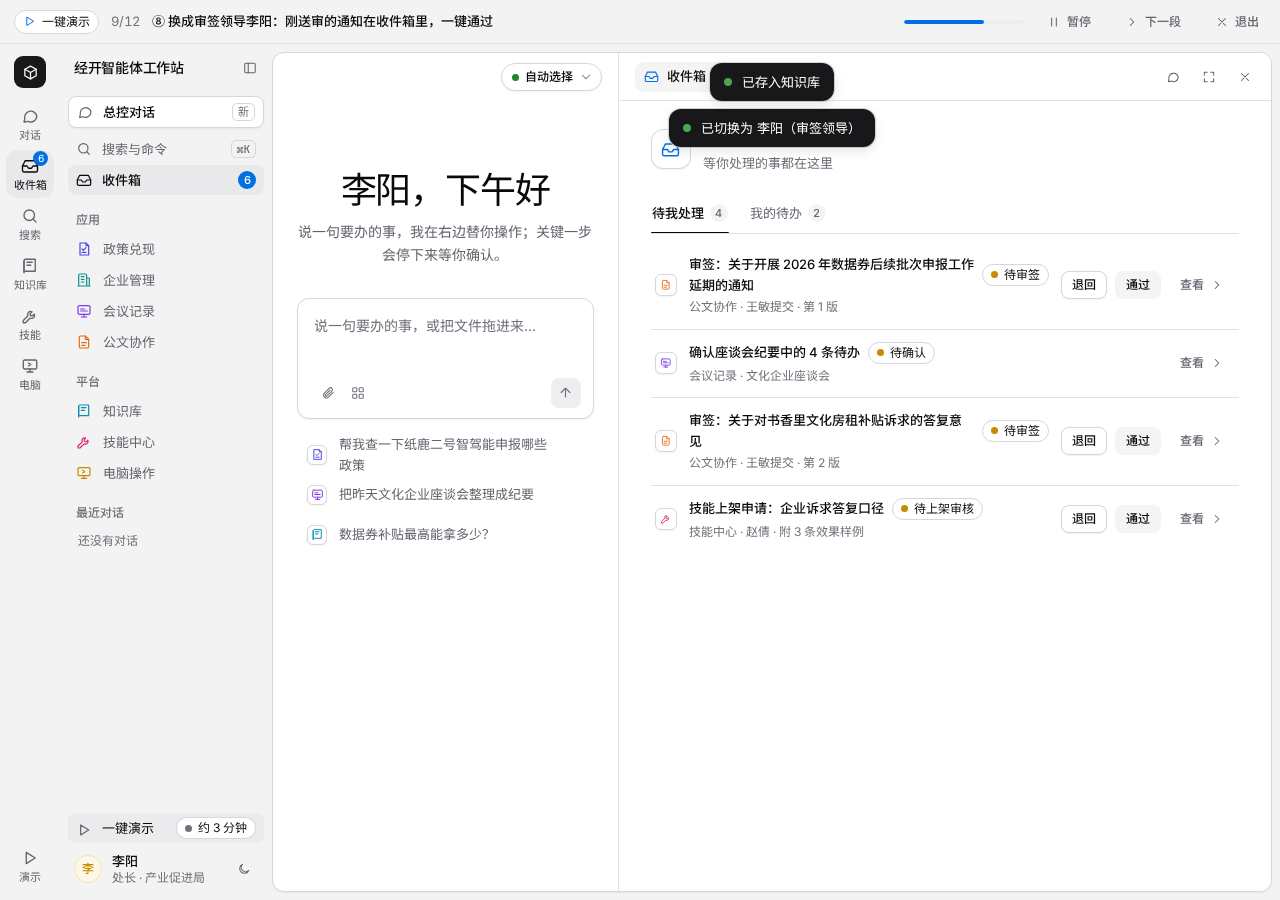 一键演示
9/12
⑧ 换成审签领导李阳：刚送审的通知在收件箱里，一键通过
暂停
下一段
退出
对话
6
收件箱
搜索
知识库
技能
电脑
演示
经开智能体工作站
总控对话
新
搜索与命令
⌘K
收件箱
6
应用
政策兑现
企业管理
会议记录
公文协作
平台
知识库
技能中心
电脑操作
最近对话
还没有对话
一键演示
约 3 分钟
李
李阳
处长 · 产业促进局
自动选择
李阳，下午好
说一句要办的事，我在右边替你操作；关键一步
会停下来等你确认。
说一句要办的事，或把文件拖进来...
帮我查一下纸鹿二号智驾能申报哪些
政策
把昨天文化企业座谈会整理成纪要
数据券补贴最高能拿多少？
收件箱
已存入知识库
已切换为 李阳（审签领导）
等你处理的事都在这里
待我处理 4
我的待办 2
审签：关于开展 2026 年数据券后续批次申报工作
延期的通知
待审签
公文协作 · 王敏提交 · 第 1 版
退回
通过
查看
确认座谈会纪要中的 4 条待办
待确认
会议记录 · 文化企业座谈会
查看
审签：关于对书香里文化房租补贴诉求的答复意
见
待审签
公文协作 · 王敏提交 · 第 2 版
退回
通过
查看
技能上架申请：企业诉求答复口径
待上架审核
技能中心 · 赵倩 · 附 3 条效果样例
退回
通过
查看